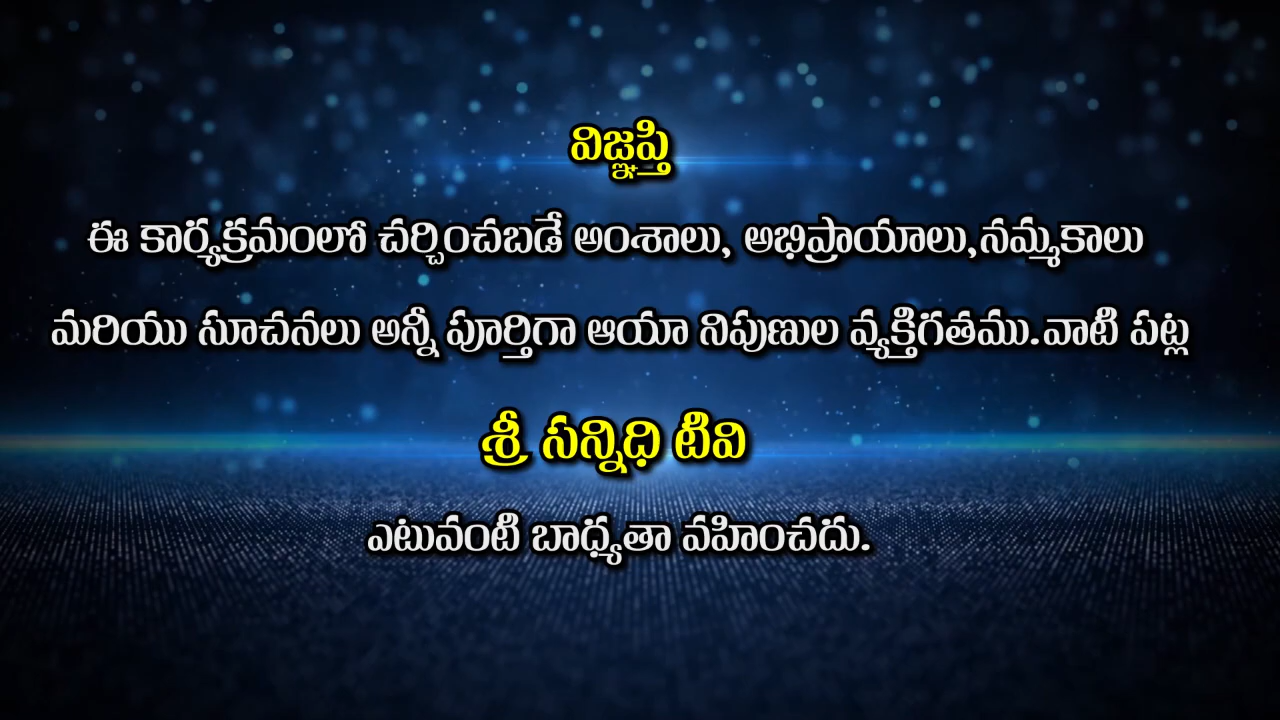 విజ్ఞప్తి
ఈ కార్యక్రమంలో చర్చించబడే అంశాలు, అభిప్రాయాలు,నమ్మకాలు
మరియు సూచనలు అన్నీ పూర్తిగా ఆయా నిపుణుల వ్యక్తిగతము.వాటి పట్ల
శ్రీ సన్నిధి టివి
ఎటువంటి బాధ్యతా వహించదు.